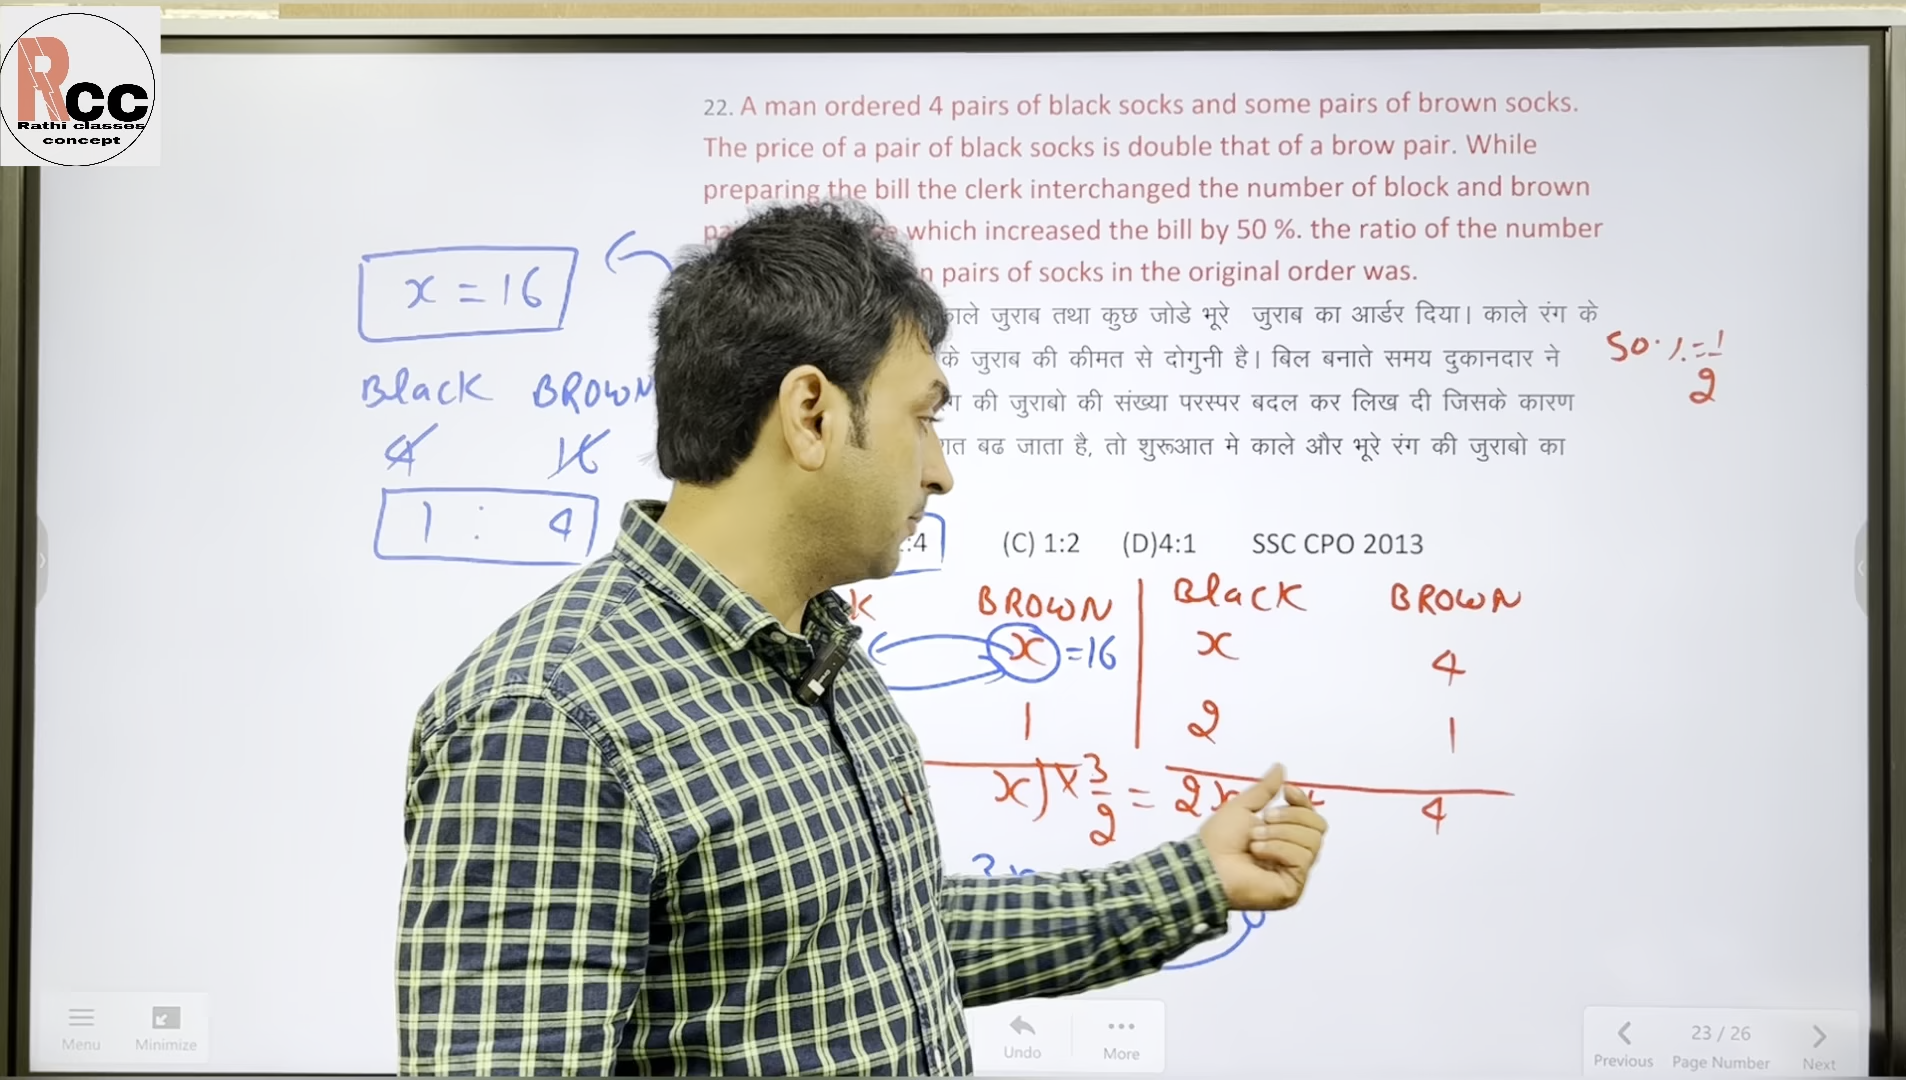 Rcc
Rathi classes
concept
22. A man ordered 4 pairs of black socks and some pairs of brown socks.
The price of a pair of black socks is double that of a brow pair. While
preparing the bill the clerk interchanged the number of block and brown
which increased the bill by 50 %. the ratio of the number
pairs of socks in the original order was.
जुराब तथा कुछ जोडे भूरे जुराब का आर्डर दिया। काले रंग के
के जुराब की कीमत से दोगुनी है। बिल बनाते समय दुकानदार ने
की जुराबो की संख्या परस्पर बदल कर लिख दी जिसके कारण
बढ जाता है, तो शुरूआत मे काले और भूरे रंग की जुराबो का
:4 (C) 1:2 (D)4:1 SSC CPO 2013
50%=1/2
x = 16
Black BROWN
4 16
1 : 4
K BROWN Black BROWN
x =16 x 4
1 2 1
x) x 3/2 = 2x 4
Menu Minimize Undo More
23 / 26
Previous Page Number Next